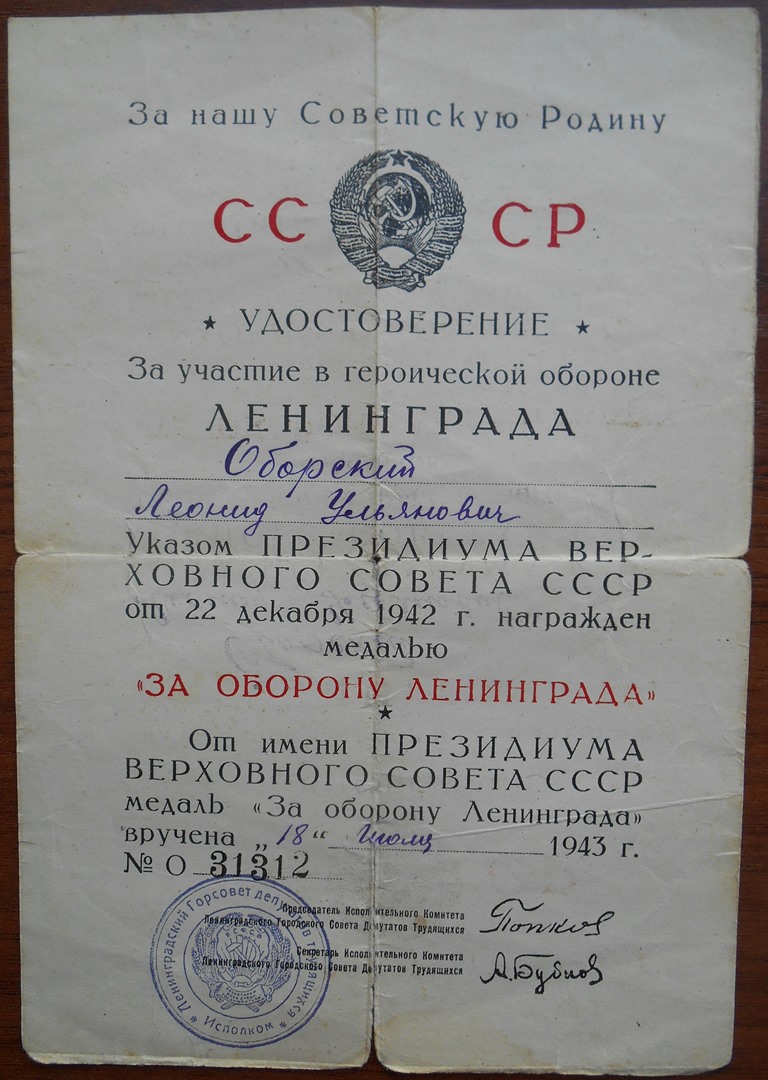 За нашу Советскую Родину
СС СР
★ УДОСТОВЕРЕНИЕ ★
За участие в героической обороне
ЛЕНИНГРАДА
Оборский
Леонид Ульянович
Указом ПРЕЗИДИУМА ВЕР-
ХОВНОГО СОВЕТА СССР
от 22 декабря 1942 г. награжден
медалью
«ЗА ОБОРОНУ ЛЕНИНГРАДА»
★
От имени ПРЕЗИДИУМА
ВЕРХОВНОГО СОВЕТА СССР
медаль «За оборону Ленинграда»
вручена „18“ Июля 1943 г.
№ О 31312
Председатель Исполнительного Комитета
Ленинградского Городского Совета Депутатов Трудящихся
Попков
Секретарь Исполнительного Комитета
Ленинградского Городского Совета Депутатов Трудящихся
А.Бубнов
Ленинградский Горсовет депутатов трудящихся
* Исполком *